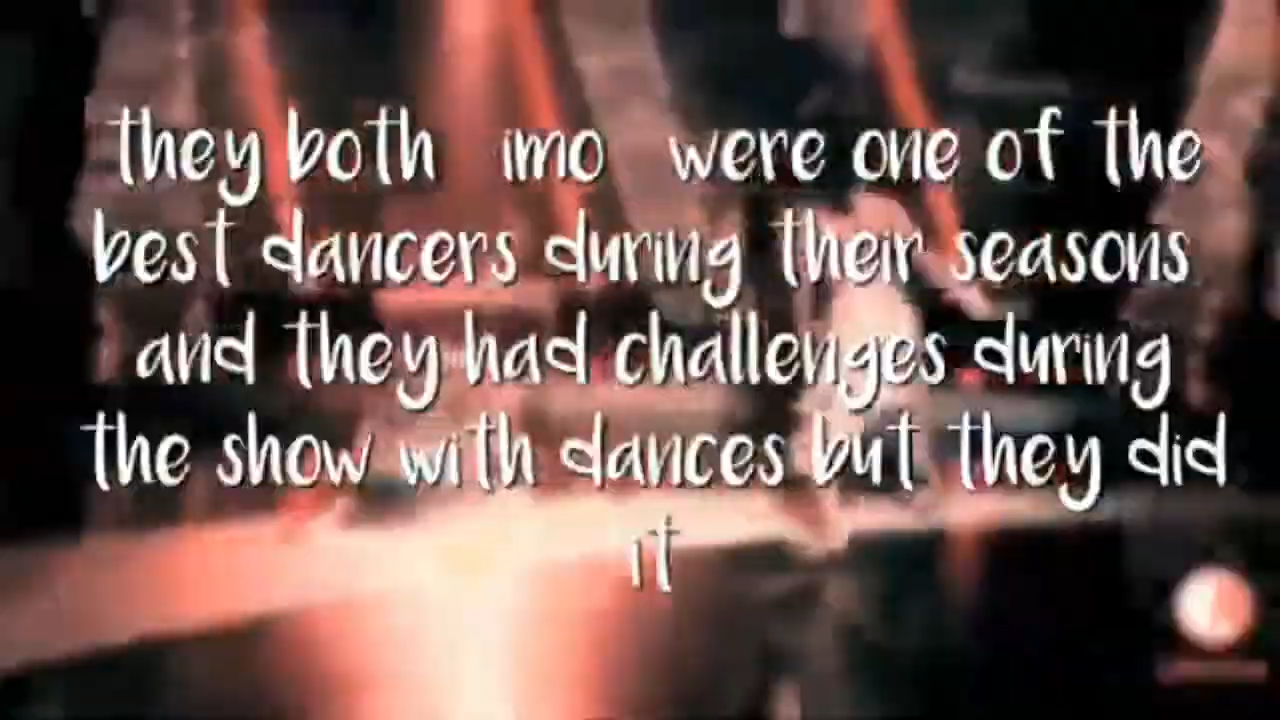 they both imo were one of the
best dancers during their seasons
and they had challenges during
the show with dances but they did
it